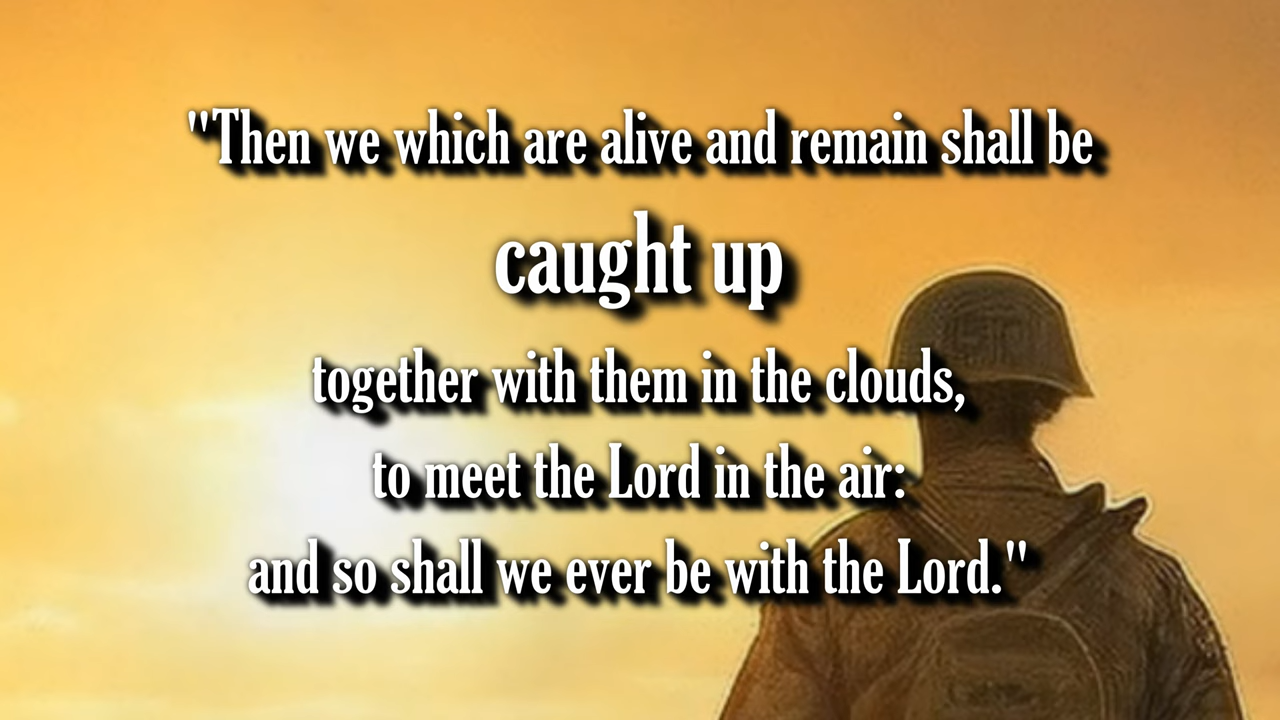 "Then we which are alive and remain shall be
caught up
together with them in the clouds,
to meet the Lord in the air:
and so shall we ever be with the Lord."